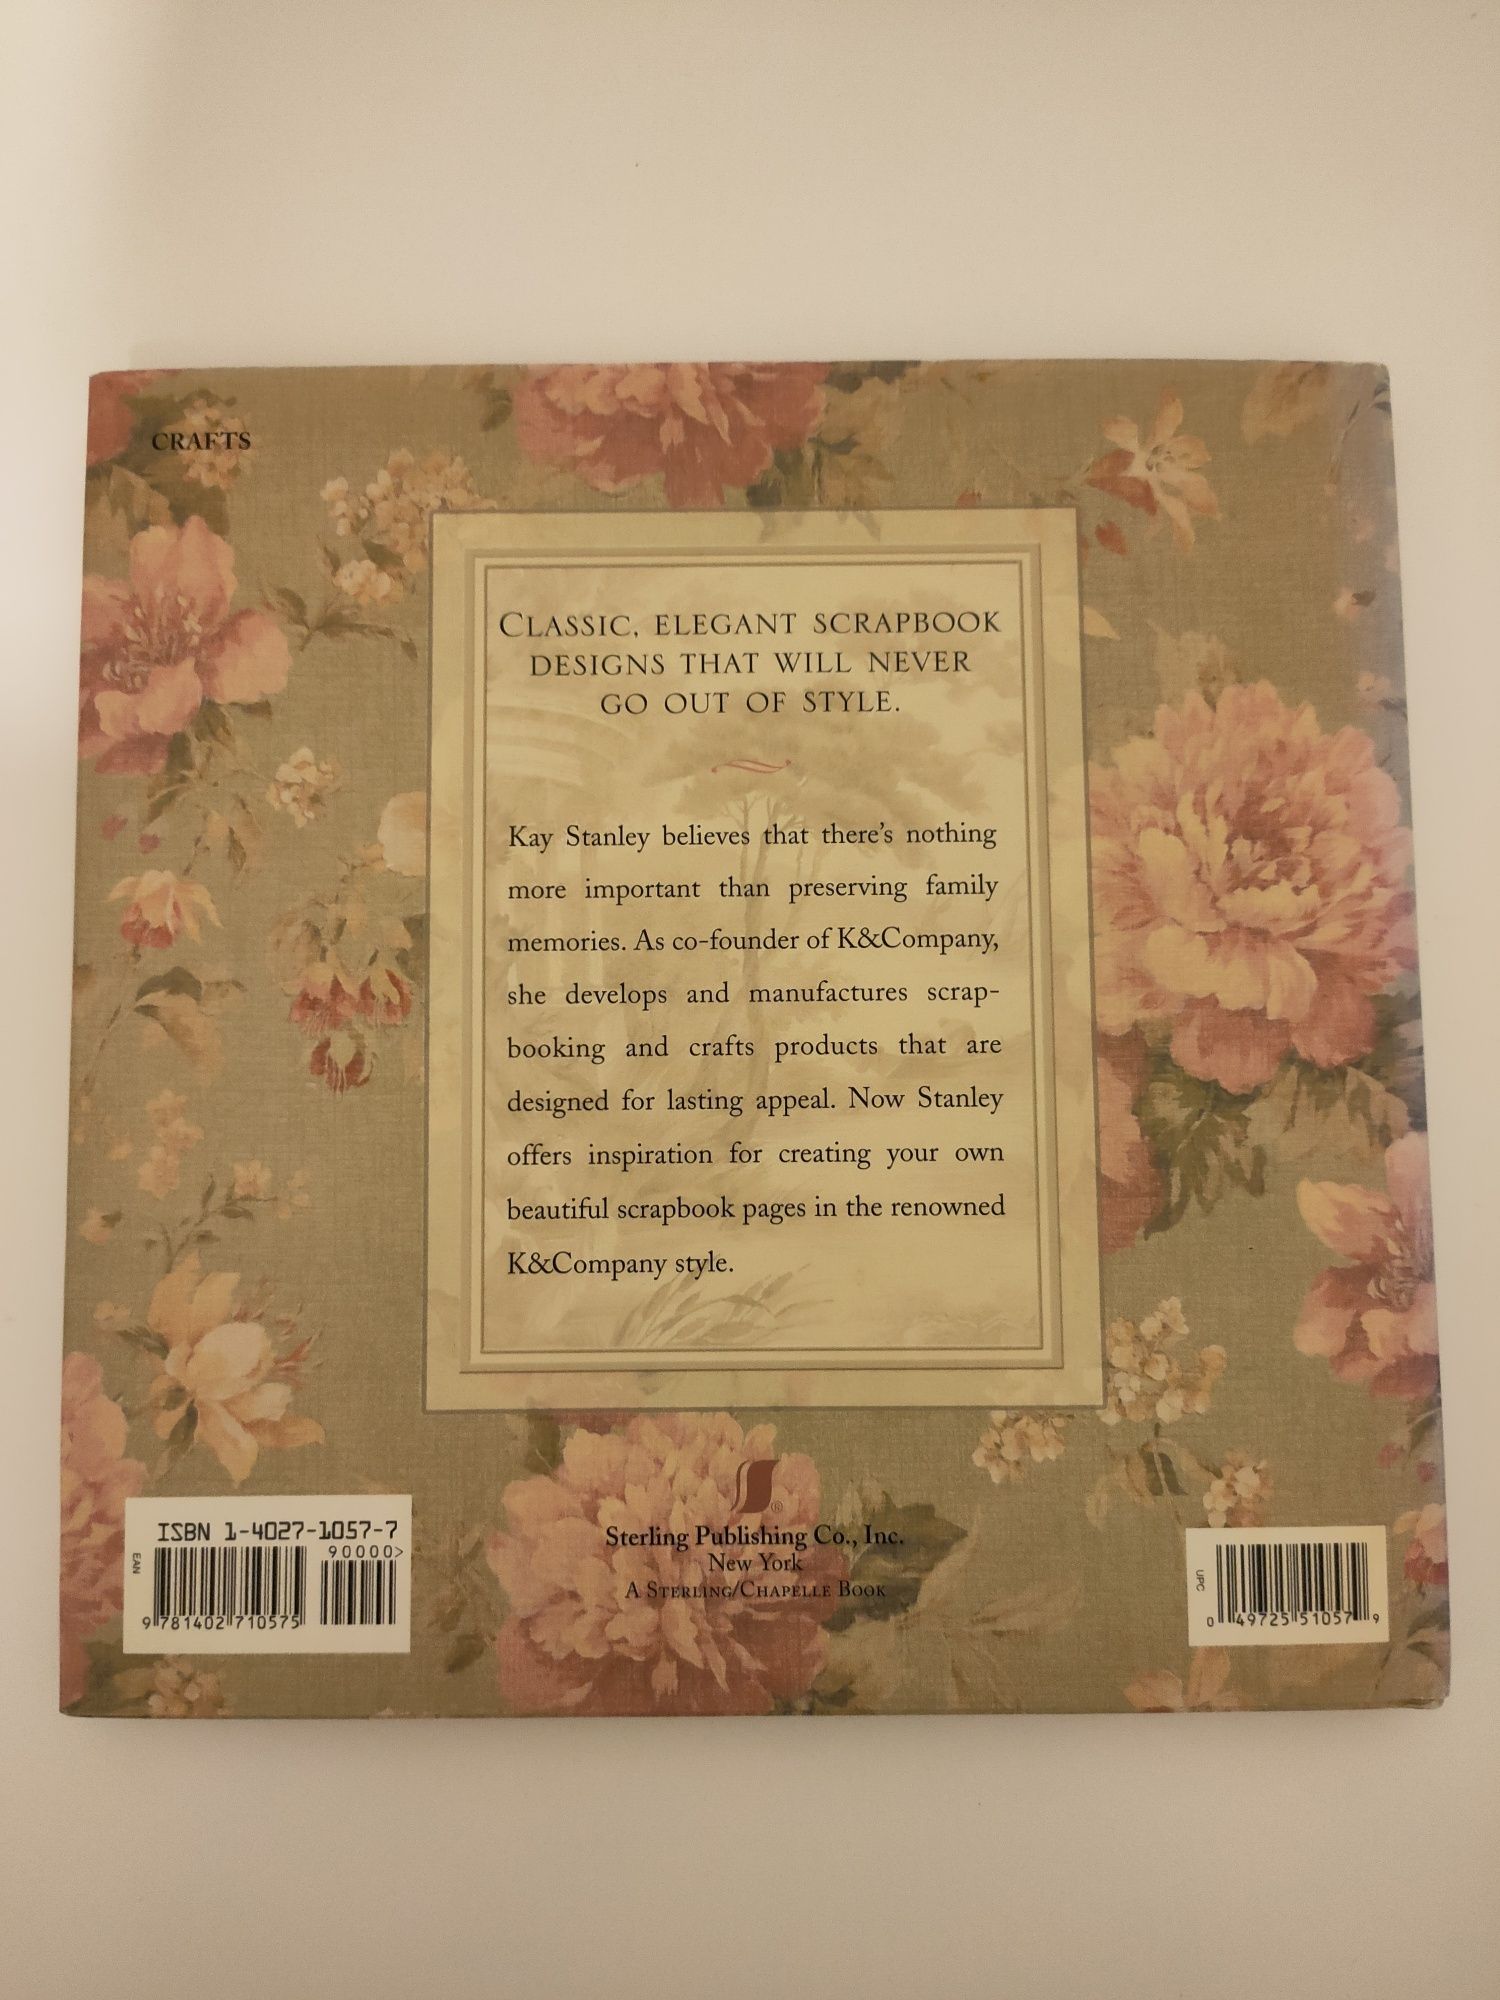 CRAFTS
CLASSIC, ELEGANT SCRAPBOOK
DESIGNS THAT WILL NEVER
GO OUT OF STYLE.
Kay Stanley believes that there's nothing
more important than preserving family
memories. As co-founder of K&Company,
she develops and manufactures scrap-
booking and crafts products that are
designed for lasting appeal. Now Stanley
offers inspiration for creating your own
beautiful scrapbook pages in the renowned
K&Company style.
ISBN 1-4027-1057-7
90000>
EAN
9 781402 710575
®
Sterling Publishing Co., Inc.
New York
A STERLING/CHAPELLE BOOK
UPC
0 49725 51057 9